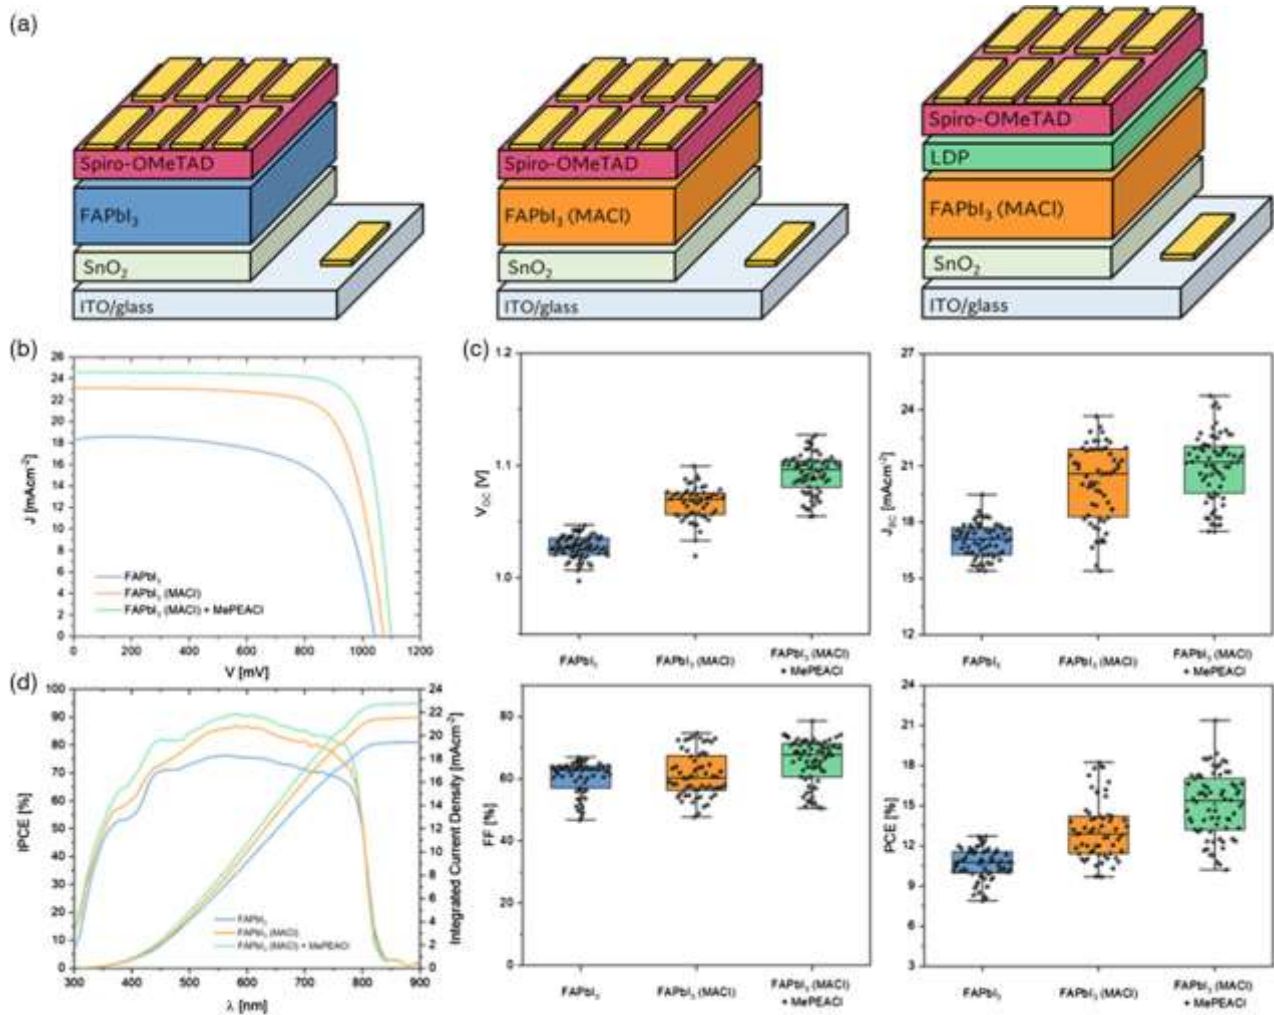 (a)
Spiro-OMeTAD
FAPbI₃
SnO₂
ITO/glass
Spiro-OMeTAD
FAPbI₃ (MACl)
SnO₂
ITO/glass
Spiro-OMeTAD
LDP
FAPbI₃ (MACl)
SnO₂
ITO/glass
(b)
26
24
22
20
18
16
14
12
10
8
6
4
2
0
J [mAcm⁻²]
FAPbI₃
FAPbI₃ (MACl)
FAPbI₃ (MACl) + MePEACl
0 200 400 600 800 1000 1200
V [mV]
(c)
1.2
1.1
1.0
V_OC [V]
FAPbI₃ FAPbI₃ (MACl) FAPbI₃ (MACl)
+ MePEACl
27
24
21
18
15
12
J_SC [mAcm⁻²]
FAPbI₃ FAPbI₃ (MACl) FAPbI₃ (MACl)
+ MePEACl
(d)
100
90
80
70
60
50
40
30
20
10
0
IPCE [%]
24
22
20
18
16
14
12
10
8
6
4
2
0
Integrated Current Density [mAcm⁻²]
FAPbI₃
FAPbI₃ (MACl)
FAPbI₃ (MACl) + MePEACl
300 400 500 600 700 800 900
λ [nm]
80
60
40
20
0
FF [%]
FAPbI₃ FAPbI₃ (MACl) FAPbI₃ (MACl)
+ MePEACl
24
21
18
15
12
9
6
3
PCE [%]
FAPbI₃ FAPbI₃ (MACl) FAPbI₃ (MACl)
+ MePEACl